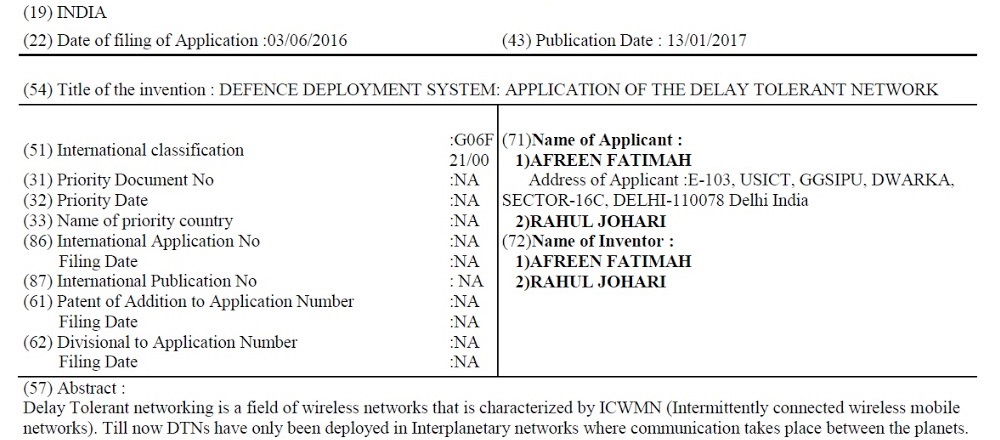 (19) INDIA
(22) Date of filing of Application :03/06/2016 (43) Publication Date : 13/01/2017
(54) Title of the invention : DEFENCE DEPLOYMENT SYSTEM: APPLICATION OF THE DELAY TOLERANT NETWORK
(51) International classification :G06F 21/00
(31) Priority Document No :NA
(32) Priority Date :NA
(33) Name of priority country :NA
(86) International Application No :NA
Filing Date :NA
(87) International Publication No : NA
(61) Patent of Addition to Application Number :NA
Filing Date :NA
(62) Divisional to Application Number :NA
Filing Date :NA
(71)Name of Applicant :
1)AFREEN FATIMAH
Address of Applicant :E-103, USICT, GGSIPU, DWARKA,
SECTOR-16C, DELHI-110078 Delhi India
2)RAHUL JOHARI
(72)Name of Inventor :
1)AFREEN FATIMAH
2)RAHUL JOHARI
(57) Abstract :
Delay Tolerant networking is a field of wireless networks that is characterized by ICWMN (Intermittently connected wireless mobile
networks). Till now DTNs have only been deployed in Interplanetary networks where communication takes place between the planets.